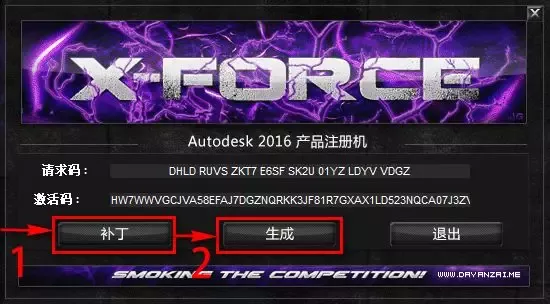 X-FORCE
JG
Autodesk 2016 产品注册机
请求码： DHLD RUVS ZKT7 E6SF SK2U 01YZ LDYV VDGZ
激活码： HW7WWVGCJVA58EFAJ7DGZNQRKK3JF81R7GXAX1LD523NQCA07J3Z
补丁 生成 退出
1 2
SMOKING THE COMPETITION! WWW.DAYANZAI.ME